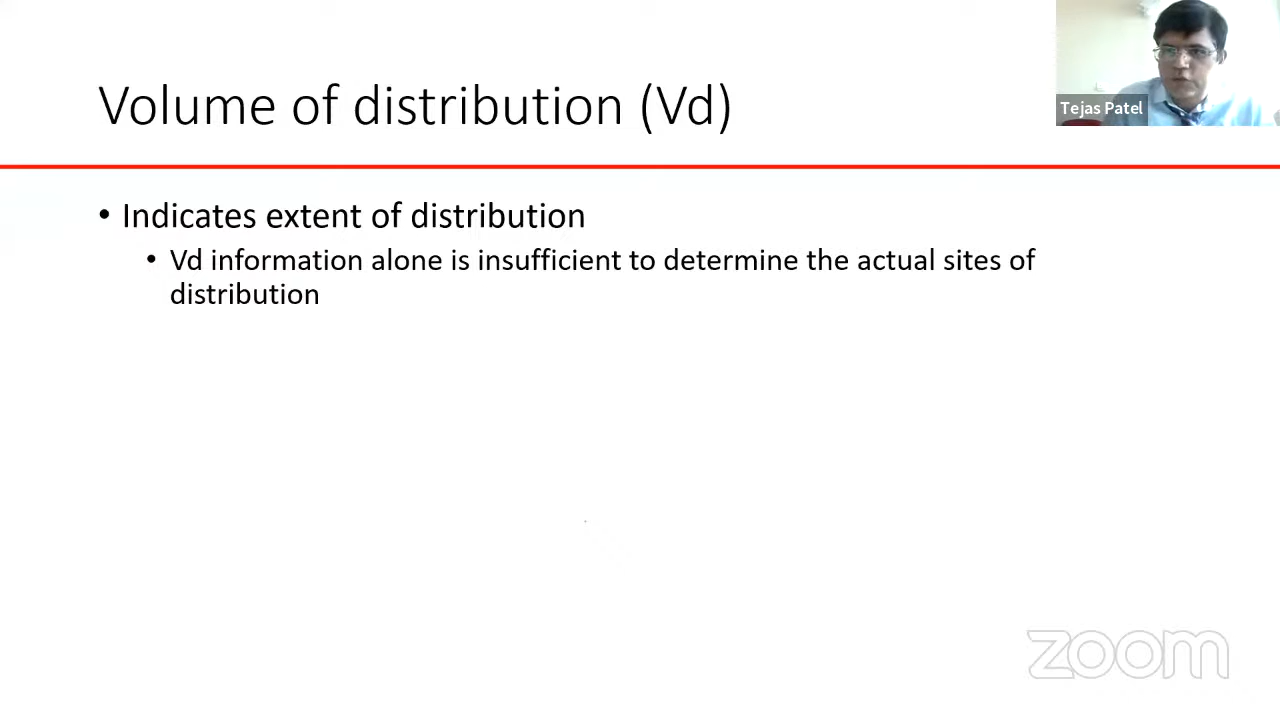 Volume of distribution (Vd)
Tejas Patel
• Indicates extent of distribution
• Vd information alone is insufficient to determine the actual sites of
distribution
zoom